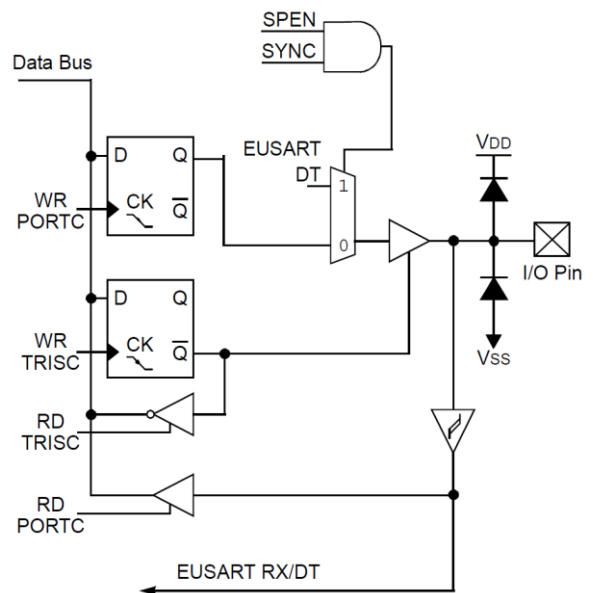 SPEN
SYNC
Data Bus
EUSART
DT
D
Q
CK
Q
WR
PORTC
1
0
VDD
I/O Pin
VSS
D
Q
CK
Q
WR
TRISC
RD
TRISC
RD
PORTC
EUSART RX/DT